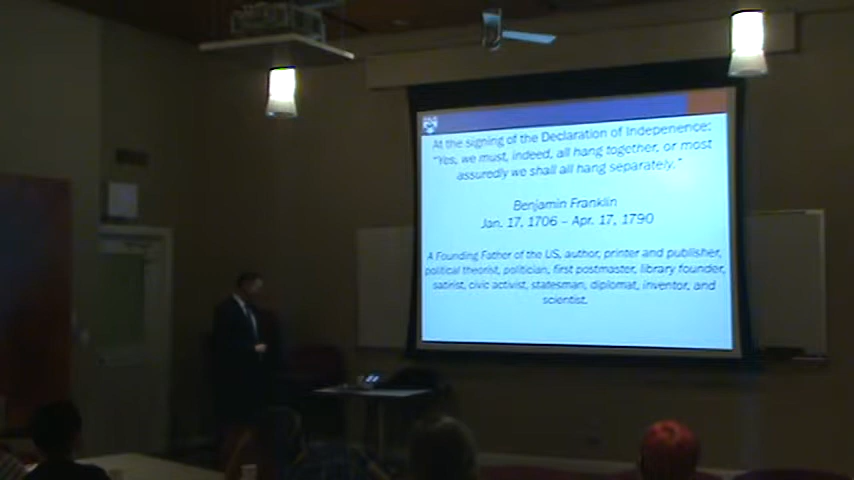 At the signing of the Declaration of Indepenence:
"Yes, we must, indeed, all hang together, or most
assuredly we shall all hang separately."
Benjamin Franklin
Jan. 17, 1706 – Apr. 17, 1790
A Founding Father of the US, author, printer and publisher,
political theorist, politician, first postmaster, library founder,
satirist, civic activist, statesman, diplomat, inventor, and
scientist.